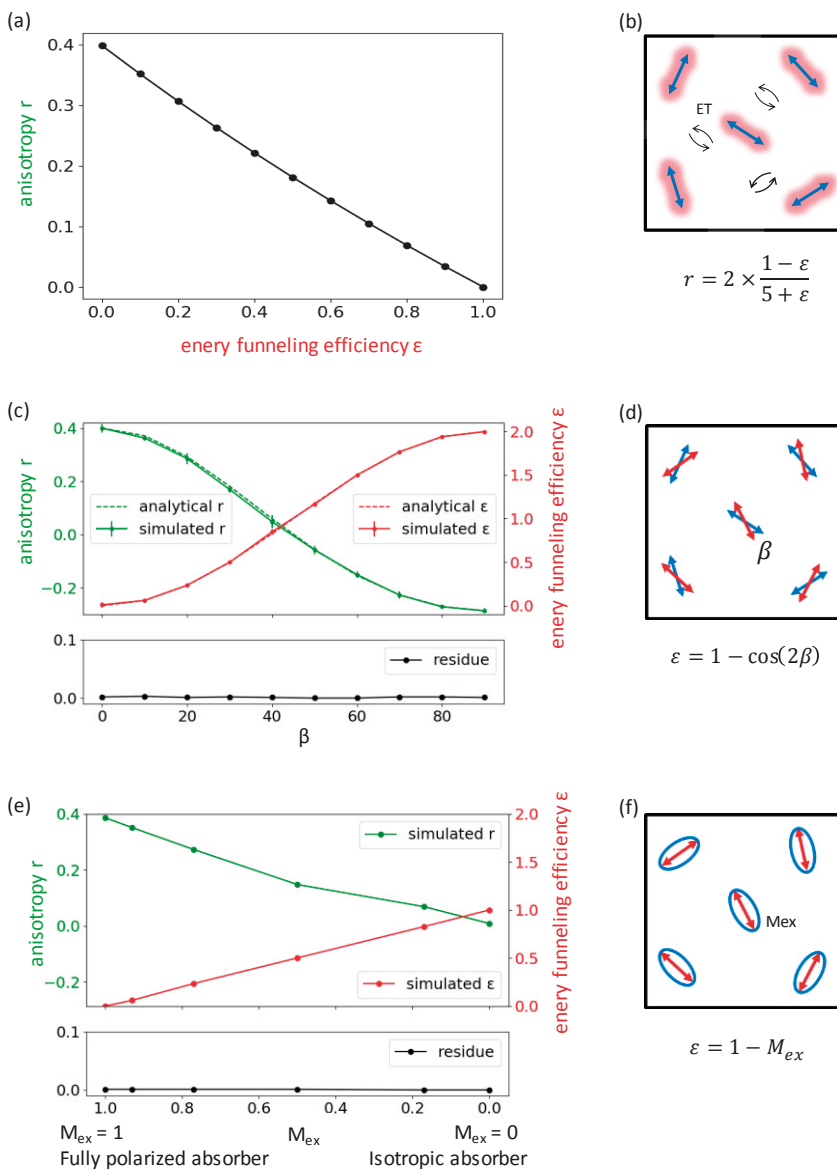 (a)
0.4
0.3
0.2
0.1
0.0
anisotropy r
0.0 0.2 0.4 0.6 0.8 1.0
enery funneling efficiency ε
(b)
ET
r = 2 × (1 − ε)/(5 + ε)
(c)
0.4
0.2
0.0
−0.2
anisotropy r
analytical r
simulated r
analytical ε
simulated ε
2.0
1.5
1.0
0.5
0.0
enery funneling efficiency ε
0.1
0.0
residue
0 20 40 60 80
β
(d)
β
ε = 1 − cos(2β)
(e)
0.4
0.2
0.0
−0.2
anisotropy r
simulated r
simulated ε
2.0
1.5
1.0
0.5
0.0
enery funneling efficiency ε
0.1
0.0
residue
1.0 0.8 0.6 0.4 0.2 0.0
M_ex = 1 M_ex M_ex = 0
Fully polarized absorber Isotropic absorber
(f)
Mex
ε = 1 − M_ex